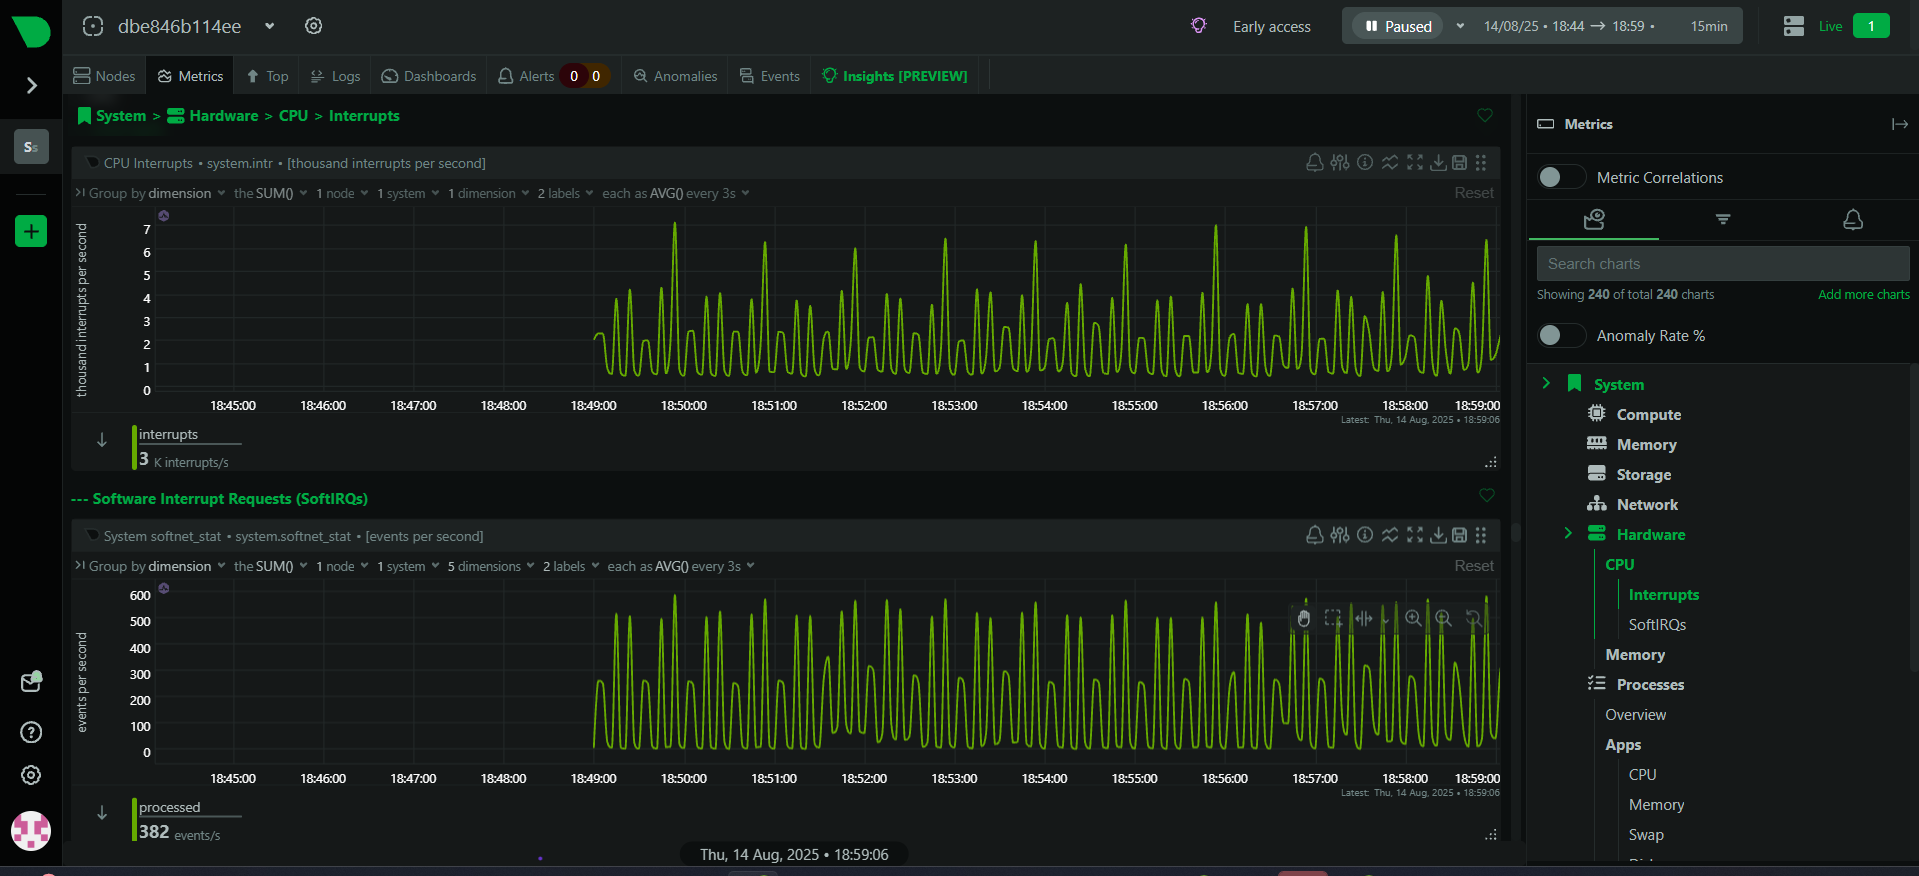 dbe846b114ee
Early access
Paused 14/08/25 • 18:44 → 18:59 • 15min
Live 1
Nodes Metrics Top Logs Dashboards Alerts 0 0 Anomalies Events Insights [PREVIEW]
Ss
System > Hardware > CPU > Interrupts
CPU Interrupts • system.intr • [thousand interrupts per second]
Group by dimension the SUM() 1 node 1 system 1 dimension 2 labels each as AVG() every 3s Reset
thousand interrupts per second
7
6
5
4
3
2
1
0
18:45:00 18:46:00 18:47:00 18:48:00 18:49:00 18:50:00 18:51:00 18:52:00 18:53:00 18:54:00 18:55:00 18:56:00 18:57:00 18:58:00 18:59:00
Latest: Thu, 14 Aug, 2025 • 18:59:06
interrupts
3 K interrupts/s
--- Software Interrupt Requests (SoftIRQs)
System softnet_stat • system.softnet_stat • [events per second]
Group by dimension the SUM() 1 node 1 system 5 dimensions 2 labels each as AVG() every 3s Reset
events per second
600
500
400
300
200
100
0
18:45:00 18:46:00 18:47:00 18:48:00 18:49:00 18:50:00 18:51:00 18:52:00 18:53:00 18:54:00 18:55:00 18:56:00 18:57:00 18:58:00 18:59:00
Latest: Thu, 14 Aug, 2025 • 18:59:06
processed
382 events/s
Thu, 14 Aug, 2025 • 18:59:06
Metrics
Metric Correlations
Search charts
Showing 240 of total 240 charts Add more charts
Anomaly Rate %
System
Compute
Memory
Storage
Network
Hardware
CPU
Interrupts
SoftIRQs
Memory
Processes
Overview
Apps
CPU
Memory
Swap